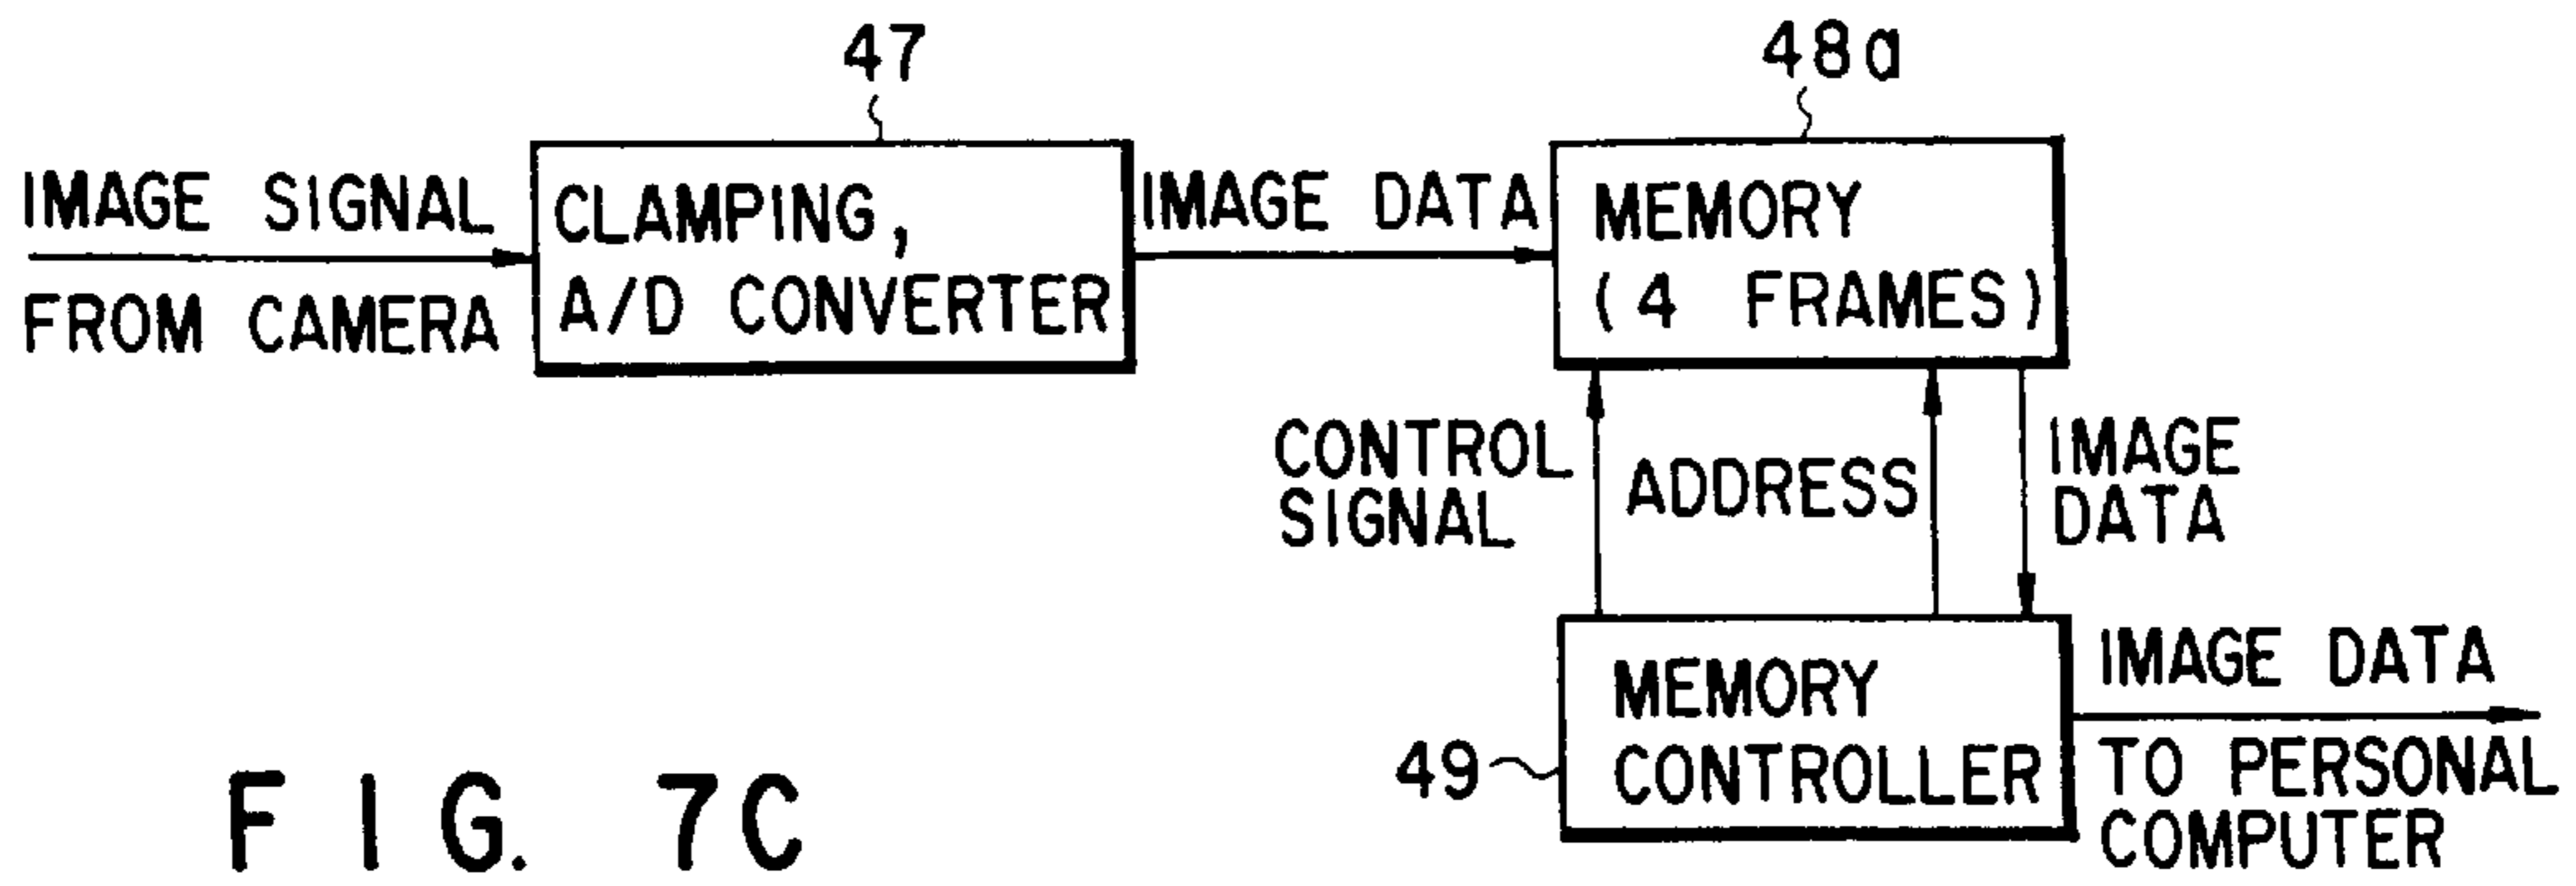 47
48a
IMAGE SIGNAL
FROM CAMERA
CLAMPING,
A/D CONVERTER
IMAGE DATA
MEMORY
(4 FRAMES)
CONTROL
SIGNAL
ADDRESS
IMAGE
DATA
49
MEMORY
CONTROLLER
IMAGE DATA
TO PERSONAL
COMPUTER
FIG. 7C